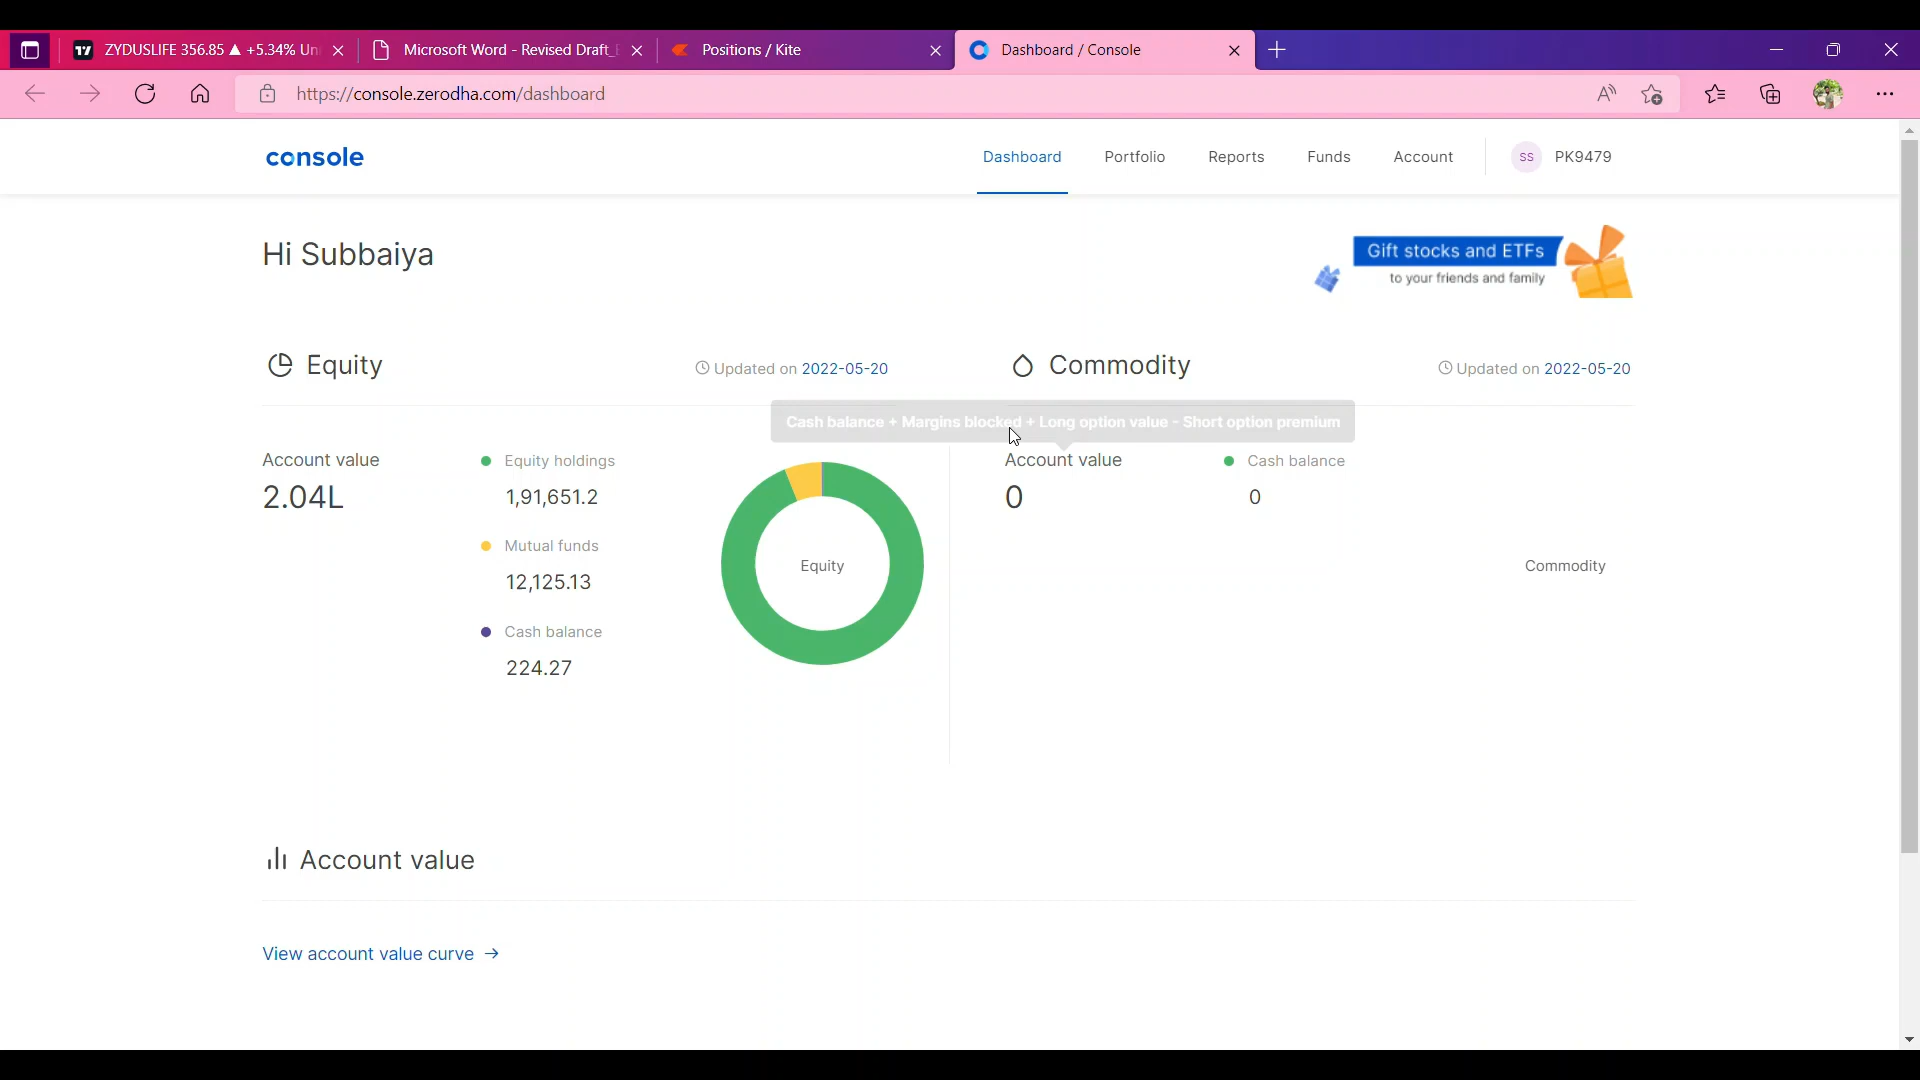 ZYDUSLIFE 356.85 ▲ +5.34% Un
Microsoft Word - Revised Draft_
Positions / Kite
Dashboard / Console
https://console.zerodha.com/dashboard
console
Dashboard
Portfolio
Reports
Funds
Account
SS
PK9479
Hi Subbaiya
Gift stocks and ETFs
to your friends and family
Equity
Updated on 2022-05-20
Commodity
Updated on 2022-05-20
Cash balance + Margins blocked + Long option value - Short option premium
Account value
2.04L
Equity holdings
1,91,651.2
Mutual funds
12,125.13
Cash balance
224.27
Equity
Account value
0
Cash balance
0
Commodity
Account value
View account value curve →